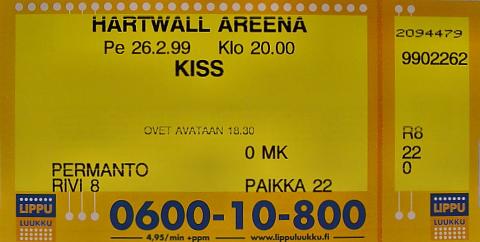 HARTWALL AREENA
Pe 26.2.99 Klo 20.00
KISS
OVET AVATAAN 18.30
0 MK
PERMANTO
RIVI 8 PAIKKA 22
2094479
9902262
R8
22
0
LIPPU
LUUKKU
0600-10-800
4,95/min +ppm www.lippuluukku.fi
LIPPU
LUUKKU